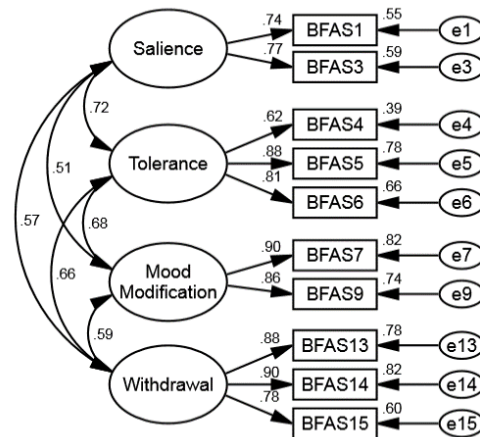 Salience
.74
BFAS1
.55
e1
.77
BFAS3
.59
e3
.72
Tolerance
.62
BFAS4
.39
e4
.88
BFAS5
.78
e5
.81
BFAS6
.66
e6
.51
.57
.68
.66
Mood
Modification
.90
BFAS7
.82
e7
.86
BFAS9
.74
e9
.59
Withdrawal
.88
BFAS13
.78
e13
.90
BFAS14
.82
e14
.78
BFAS15
.60
e15